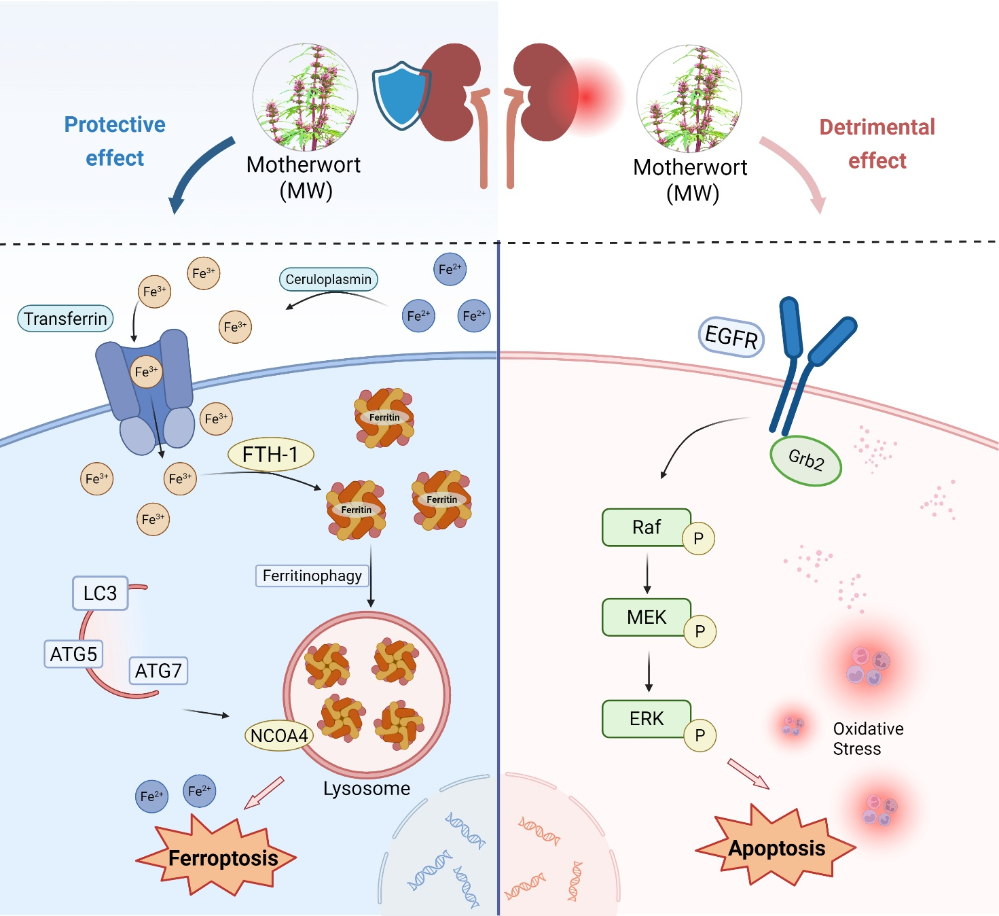 Protective
effect
Motherwort
(MW)
Motherwort
(MW)
Detrimental
effect
Fe³⁺
Fe³⁺
Fe³⁺
Ceruloplasmin
Fe²⁺
Fe²⁺
Fe²⁺
Transferrin
Fe³⁺
Fe³⁺
Fe³⁺
Fe³⁺
Fe³⁺
FTH-1
Ferritin
Ferritin
Ferritin
Ferritinophagy
LC3
ATG5
ATG7
NCOA4
Lysosome
Fe²⁺
Fe²⁺
Ferroptosis
EGFR
Grb2
Raf
P
MEK
P
ERK
P
Oxidative
Stress
Apoptosis